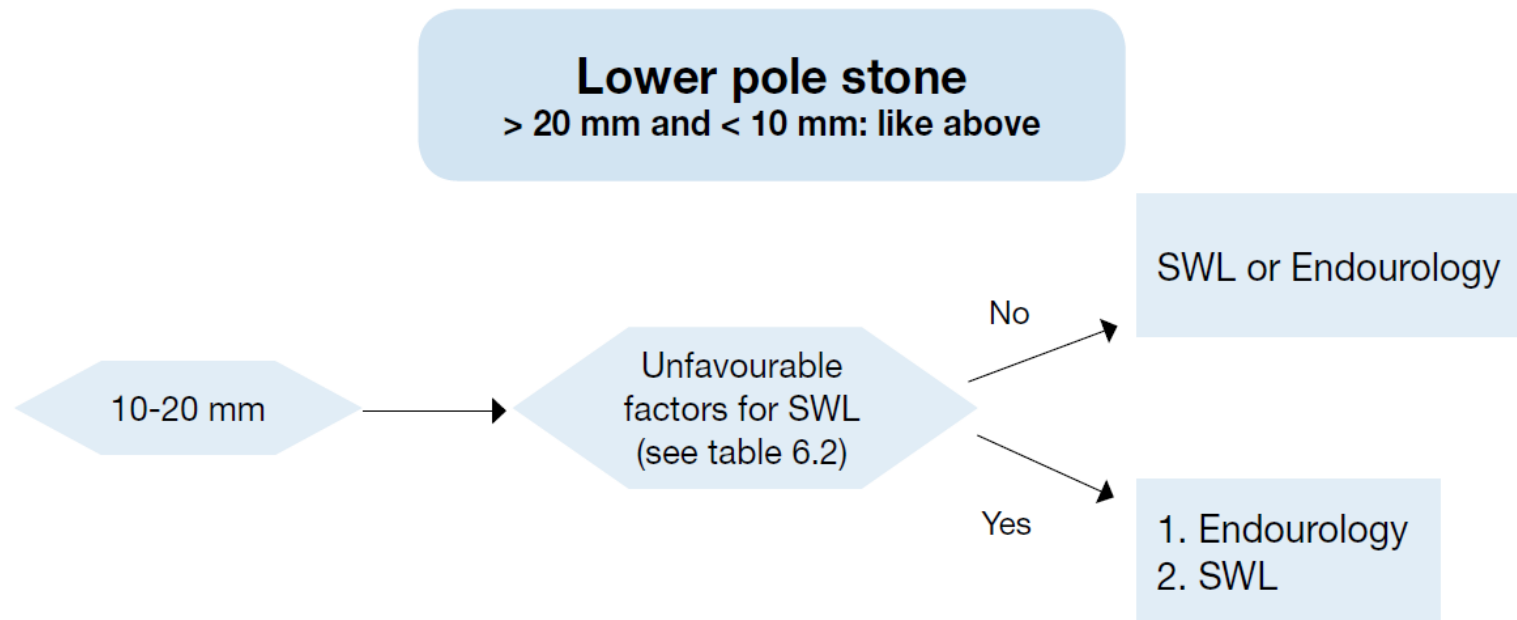 Lower pole stone
> 20 mm and < 10 mm: like above
10-20 mm
Unfavourable
factors for SWL
(see table 6.2)
No
SWL or Endourology
Yes
1. Endourology
2. SWL